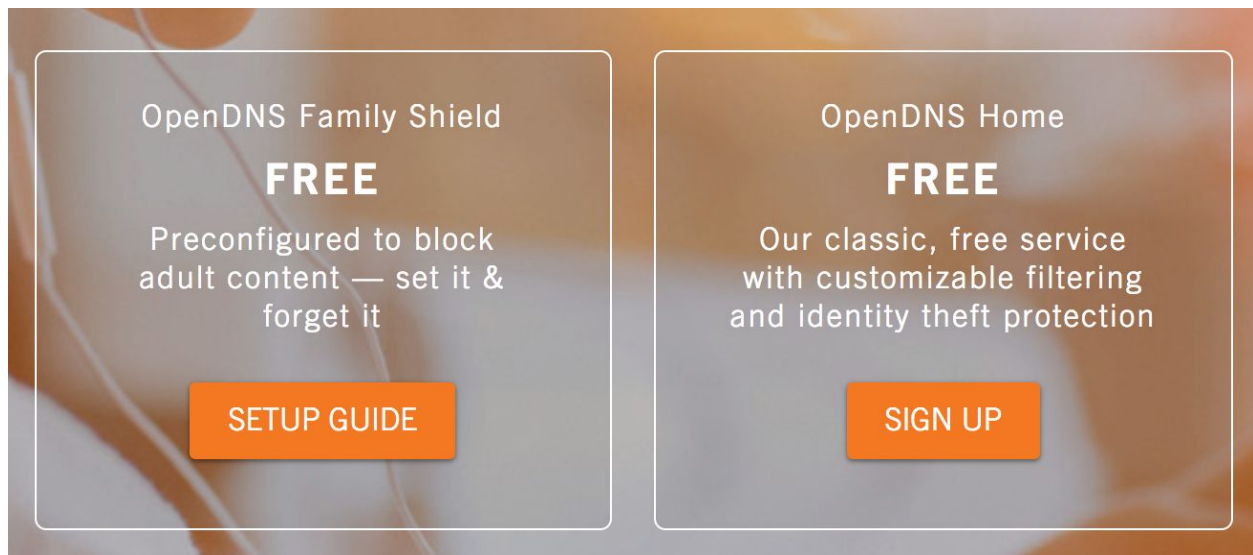 OpenDNS Family Shield
FREE
Preconfigured to block
adult content — set it &
forget it
SETUP GUIDE
OpenDNS Home
FREE
Our classic, free service
with customizable filtering
and identity theft protection
SIGN UP